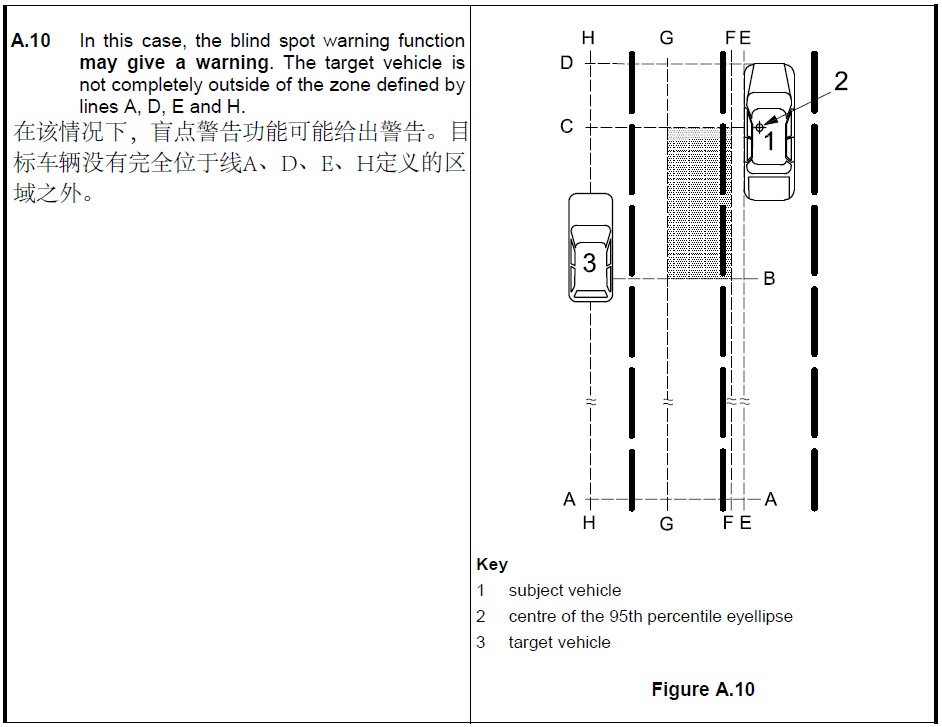 A.10 In this case, the blind spot warning function
may give a warning. The target vehicle is
not completely outside of the zone defined by
lines A, D, E and H.
在该情况下，盲点警告功能可能给出警告。目
标车辆没有完全位于线A、D、E、H定义的区
域之外。
H G F E
D
2
C
1
3
B
A A
H G F E
Key
1 subject vehicle
2 centre of the 95th percentile eyellipse
3 target vehicle
Figure A.10